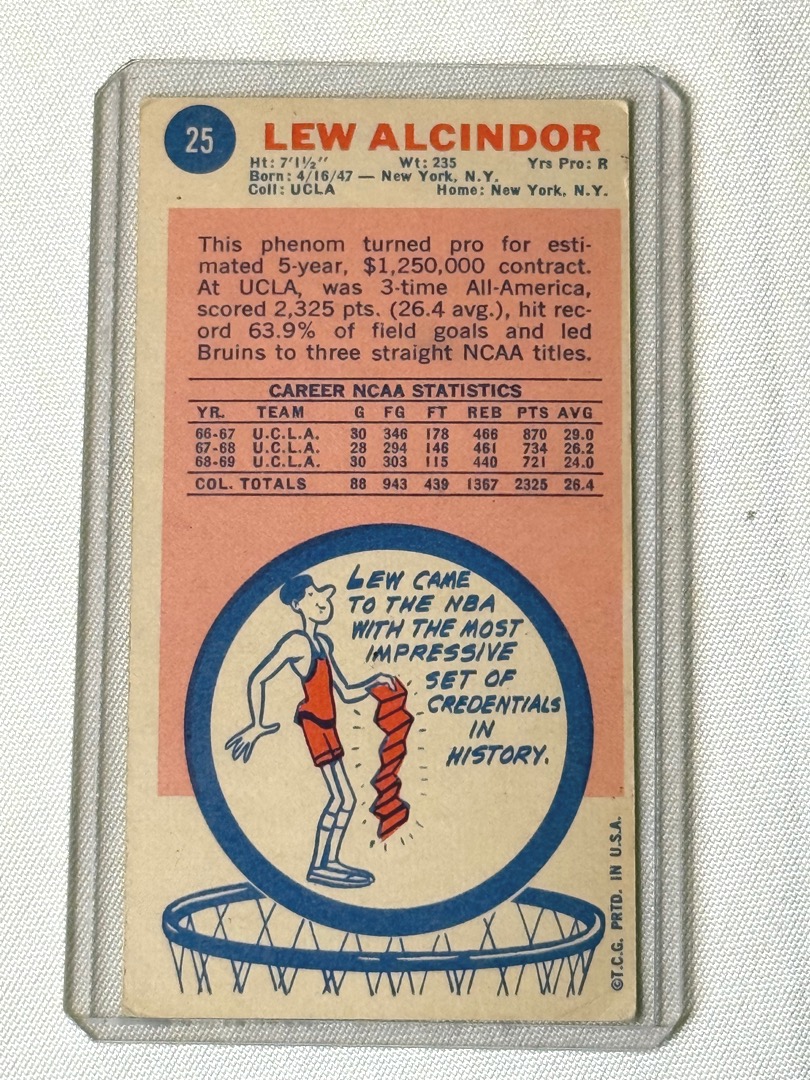 25 LEW ALCINDOR
Ht: 7'1½" Wt: 235 Yrs Pro: R
Born: 4/16/47 — New York, N.Y.
Coll: UCLA Home: New York, N.Y.
This phenom turned pro for esti-
mated 5-year, $1,250,000 contract.
At UCLA, was 3-time All-America,
scored 2,325 pts. (26.4 avg.), hit rec-
ord 63.9% of field goals and led
Bruins to three straight NCAA titles.
CAREER NCAA STATISTICS
YR. TEAM G FG FT REB PTS AVG
66-67 U.C.L.A. 30 346 178 466 870 29.0
67-68 U.C.L.A. 28 294 146 461 734 26.2
68-69 U.C.L.A. 30 303 115 440 721 24.0
COL. TOTALS 88 943 439 1367 2325 26.4
LEW CAME
TO THE NBA
WITH THE MOST
IMPRESSIVE
SET OF
CREDENTIALS
IN
HISTORY.
©T.C.G. PRTD. IN U.S.A.